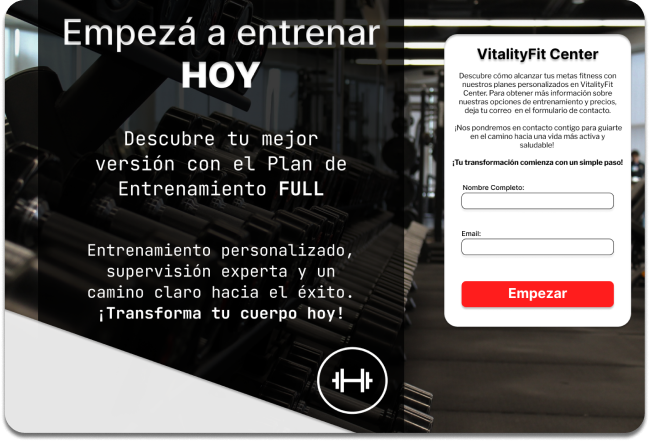 Empezá a entrenar
HOY
Descubre tu mejor
versión con el Plan de
Entrenamiento FULL
Entrenamiento personalizado,
supervisión experta y un
camino claro hacia el éxito.
¡Transforma tu cuerpo hoy!
VitalityFit Center
Descubre cómo alcanzar tus metas fitness con
nuestros planes personalizados en VitalityFit
Center. Para obtener más información sobre
nuestras opciones de entrenamiento y precios,
deja tu correo en el formulario de contacto.
¡Nos pondremos en contacto contigo para guiarte
en el camino hacia una vida más activa y
saludable!
¡Tu transformación comienza con un simple paso!
Nombre Completo:
Email:
Empezar